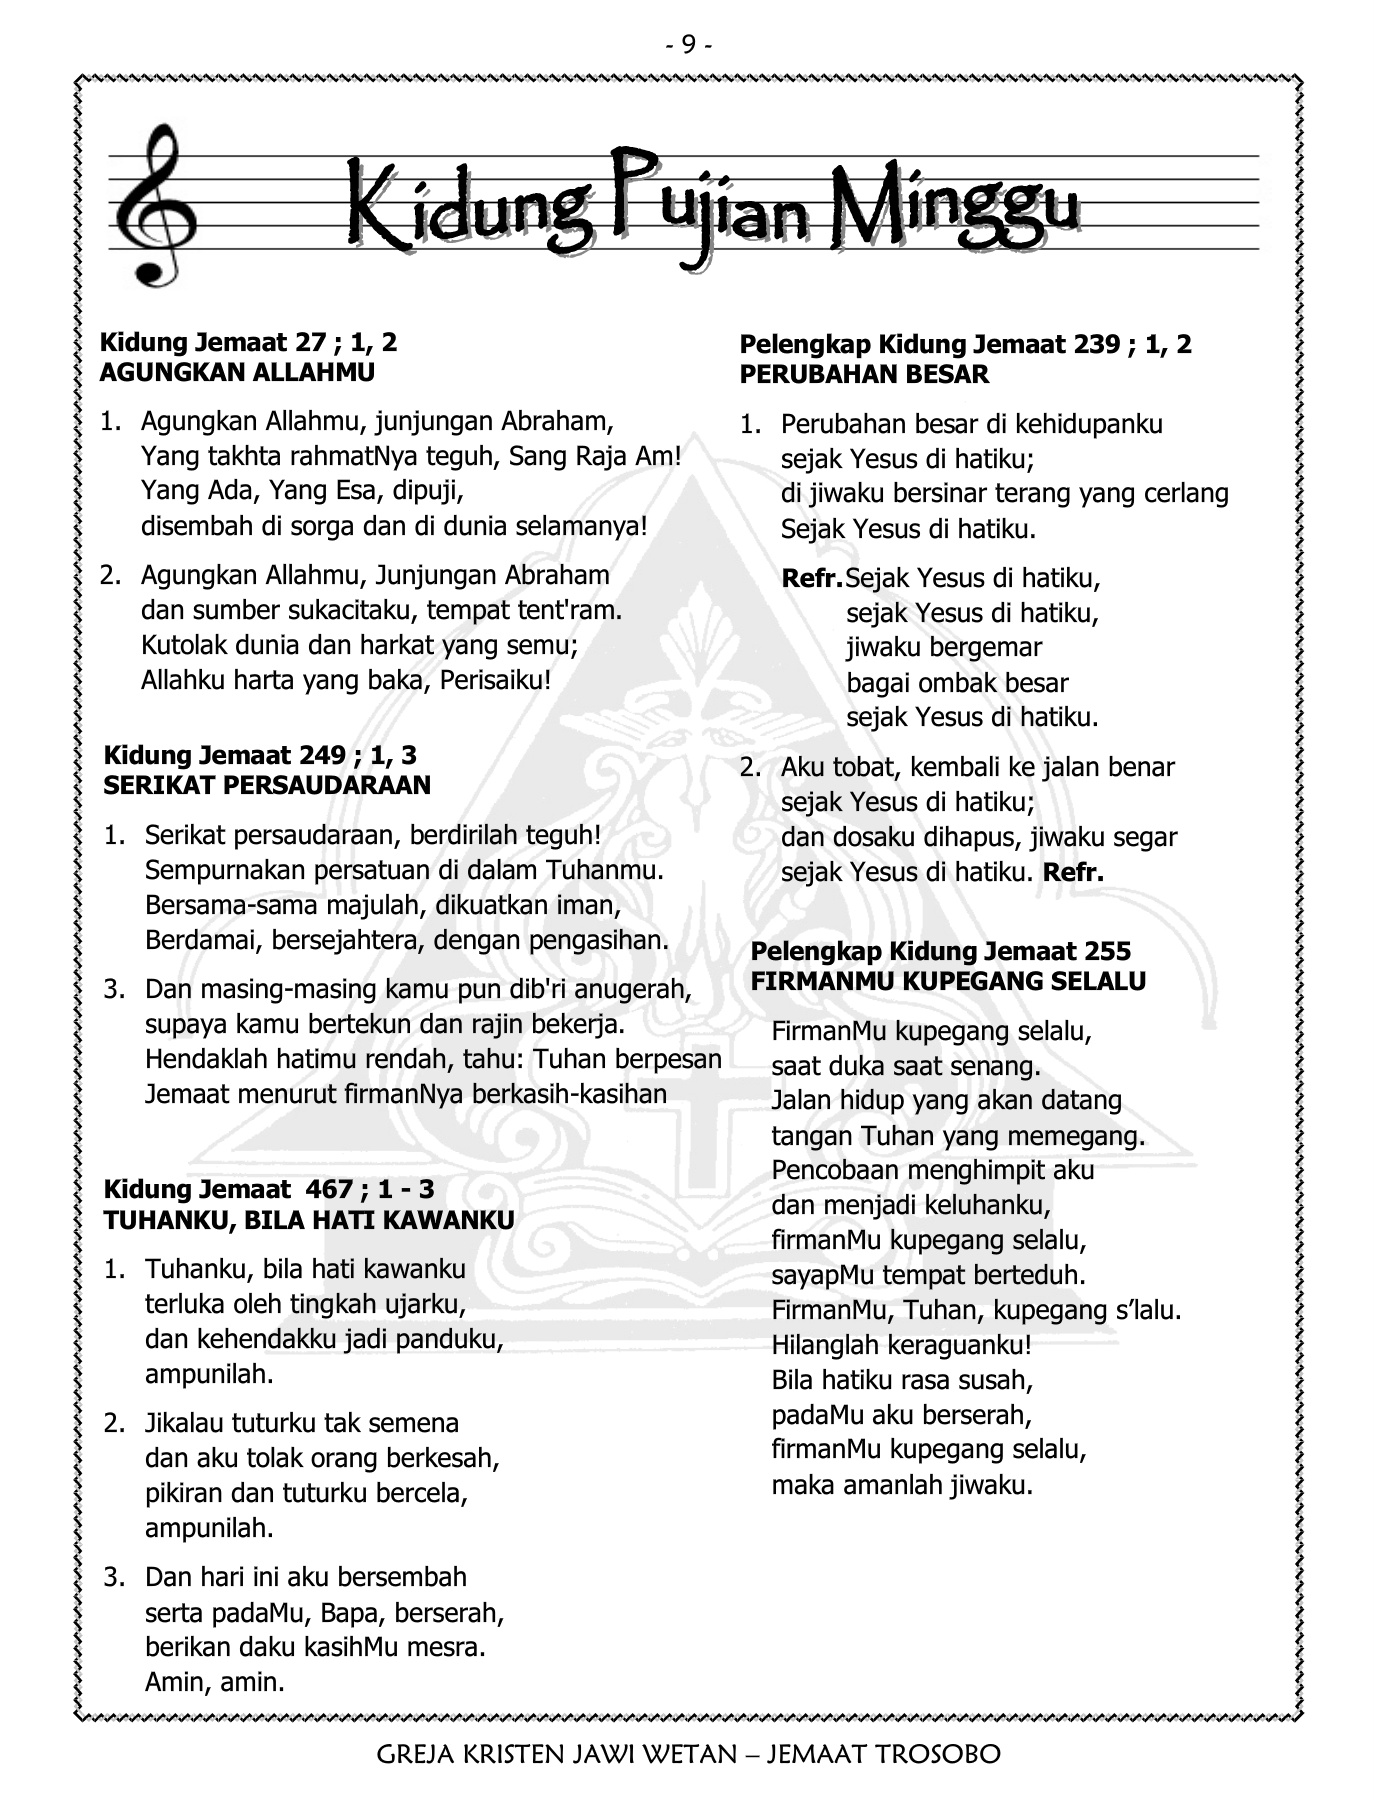 - 9 -
Kidung Pujian Minggu
Kidung Jemaat 27 ; 1, 2
AGUNGKAN ALLAHMU
1. Agungkan Allahmu, junjungan Abraham,
Yang takhta rahmatNya teguh, Sang Raja Am!
Yang Ada, Yang Esa, dipuji,
disembah di sorga dan di dunia selamanya!
2. Agungkan Allahmu, Junjungan Abraham
dan sumber sukacitaku, tempat tent'ram.
Kutolak dunia dan harkat yang semu;
Allahku harta yang baka, Perisaiku!
Kidung Jemaat 249 ; 1, 3
SERIKAT PERSAUDARAAN
1. Serikat persaudaraan, berdirilah teguh!
Sempurnakan persatuan di dalam Tuhanmu.
Bersama-sama majulah, dikuatkan iman,
Berdamai, bersejahtera, dengan pengasihan.
3. Dan masing-masing kamu pun dib'ri anugerah,
supaya kamu bertekun dan rajin bekerja.
Hendaklah hatimu rendah, tahu: Tuhan berpesan
Jemaat menurut firmanNya berkasih-kasihan
Kidung Jemaat  467 ; 1 - 3
TUHANKU, BILA HATI KAWANKU
1. Tuhanku, bila hati kawanku
terluka oleh tingkah ujarku,
dan kehendakku jadi panduku,
ampunilah.
2. Jikalau tuturku tak semena
dan aku tolak orang berkesah,
pikiran dan tuturku bercela,
ampunilah.
3. Dan hari ini aku bersembah
serta padaMu, Bapa, berserah,
berikan daku kasihMu mesra.
Amin, amin.
Pelengkap Kidung Jemaat 239 ; 1, 2
PERUBAHAN BESAR
1. Perubahan besar di kehidupanku
sejak Yesus di hatiku;
di jiwaku bersinar terang yang cerlang
Sejak Yesus di hatiku.
Refr.Sejak Yesus di hatiku,
sejak Yesus di hatiku,
jiwaku bergemar
bagai ombak besar
sejak Yesus di hatiku.
2. Aku tobat, kembali ke jalan benar
sejak Yesus di hatiku;
dan dosaku dihapus, jiwaku segar
sejak Yesus di hatiku. Refr.
Pelengkap Kidung Jemaat 255
FIRMANMU KUPEGANG SELALU
FirmanMu kupegang selalu,
saat duka saat senang.
Jalan hidup yang akan datang
tangan Tuhan yang memegang.
Pencobaan menghimpit aku
dan menjadi keluhanku,
firmanMu kupegang selalu,
sayapMu tempat berteduh.
FirmanMu, Tuhan, kupegang s’lalu.
Hilanglah keraguanku!
Bila hatiku rasa susah,
padaMu aku berserah,
firmanMu kupegang selalu,
maka amanlah jiwaku.
GREJA KRISTEN JAWI WETAN – JEMAAT TROSOBO